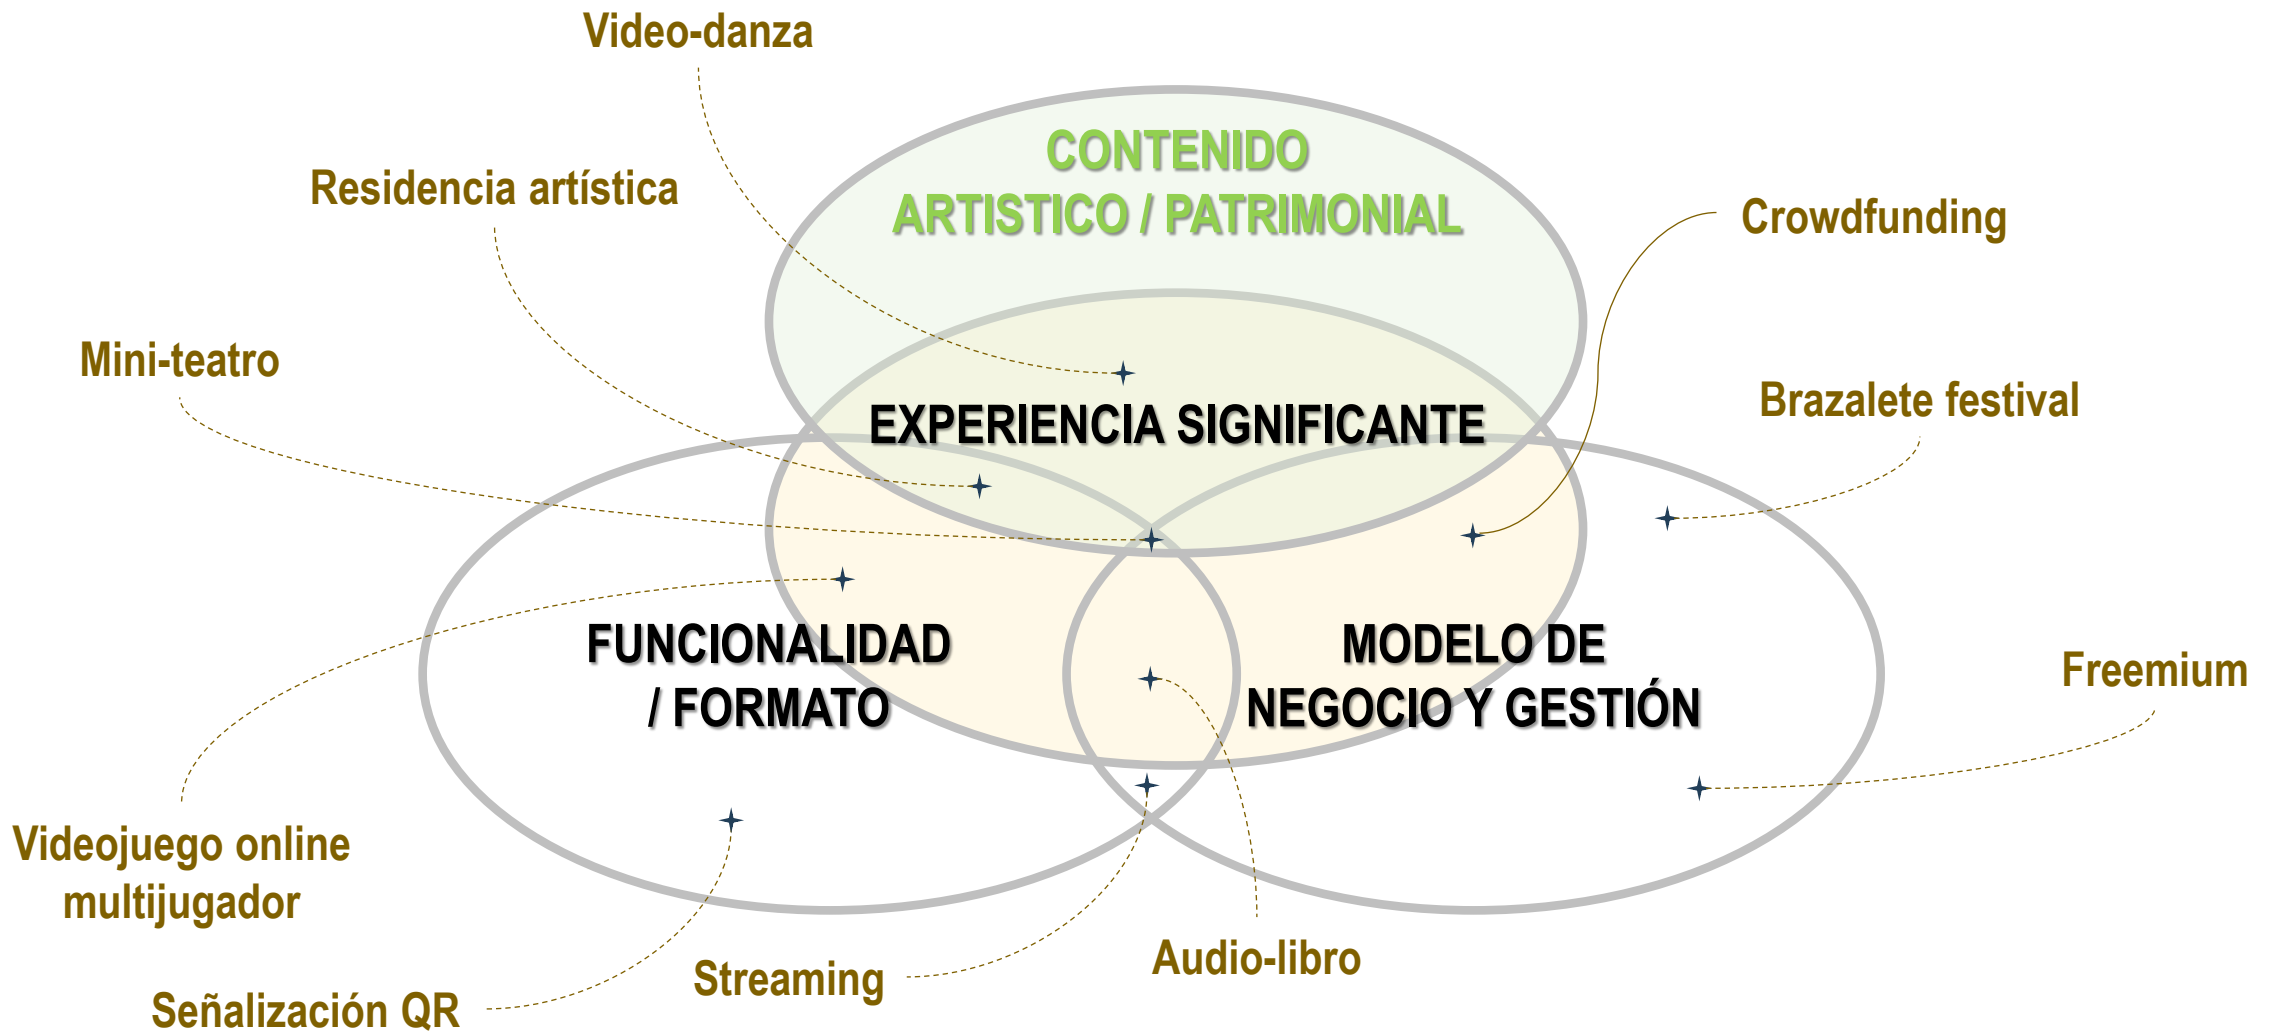 Video-danza
CONTENIDO
ARTISTICO / PATRIMONIAL
Residencia artística
Crowdfunding
Mini-teatro
Brazalete festival
EXPERIENCIA SIGNIFICANTE
FUNCIONALIDAD
/ FORMATO
MODELO DE
NEGOCIO Y GESTIÓN
Freemium
Videojuego online
multijugador
Señalización QR
Streaming
Audio-libro